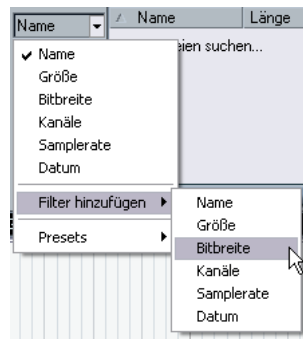 Name Name Länge
eien suchen...
Name
Größe
Bitbreite
Kanäle
Samplerate
Datum
Filter hinzufügen
Presets
Name
Größe
Bitbreite
Kanäle
Samplerate
Datum